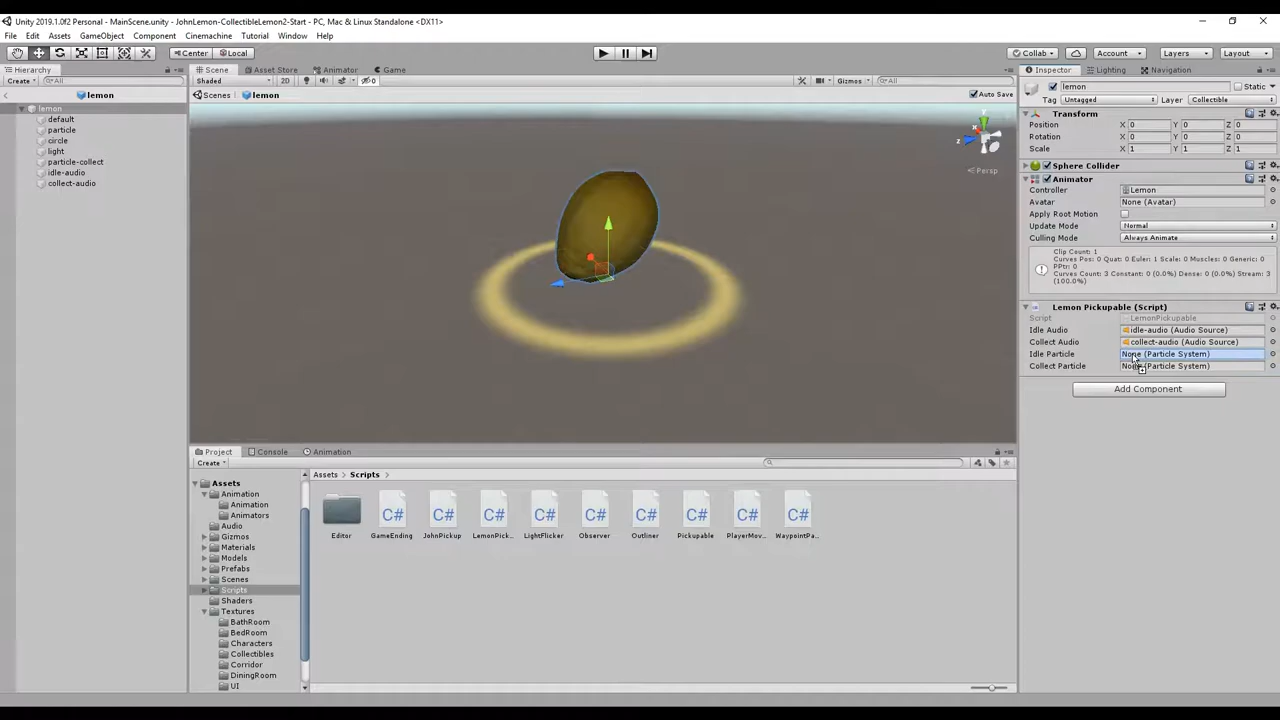 Unity 2019.1.0f2 Personal - MainScene.unity - JohnLemon-CollectibleLemon2-Start - PC, Mac & Linux Standalone <DX11>
File Edit Assets GameObject Component Cinemachine Tutorial Window Help
Center Local Collab Account Layers Layout
Hierarchy Scene Asset Store Animator Game Inspector Lighting Navigation
Create All Shaded 2D 0 Gizmos All lemon Static
lemon Scenes lemon Auto Save Tag Untagged Layer Collectible
lemon
default
particle
circle
light
particle-collect
idle-audio
collect-audio
y
x
z
Persp
Transform
Position X 0 Y 0 Z 0
Rotation X 0 Y 0 Z 0
Scale X 1 Y 1 Z 1
Sphere Collider
Animator
Controller Lemon
Avatar None (Avatar)
Apply Root Motion
Update Mode Normal
Culling Mode Always Animate
Clip Count: 1
Curves Pos: 0 Quat: 0 Euler: 1 Scale: 0 Muscles: 0 Generic: 0
PPtr: 0
Curves Count: 3 Constant: 0 (0.0%) Dense: 0 (0.0%) Stream: 3
(100.0%)
Lemon Pickupable (Script)
Script LemonPickupable
Idle Audio idle-audio (Audio Source)
Collect Audio collect-audio (Audio Source)
Idle Particle None (Particle System)
Collect Particle None (Particle System)
Add Component
Project Console Animation
Create
Assets
Animation
Animation
Animators
Audio
Gizmos
Materials
Models
Prefabs
Scenes
Scripts
Shaders
Textures
BathRoom
BedRoom
Characters
Collectibles
Corridor
DiningRoom
UI
Assets Scripts
C# C# C# C# C# C# C# C# C#
Editor GameEnding JohnPickup LemonPick... LightFlicker Observer Outliner Pickupable PlayerMov... WaypointPa...